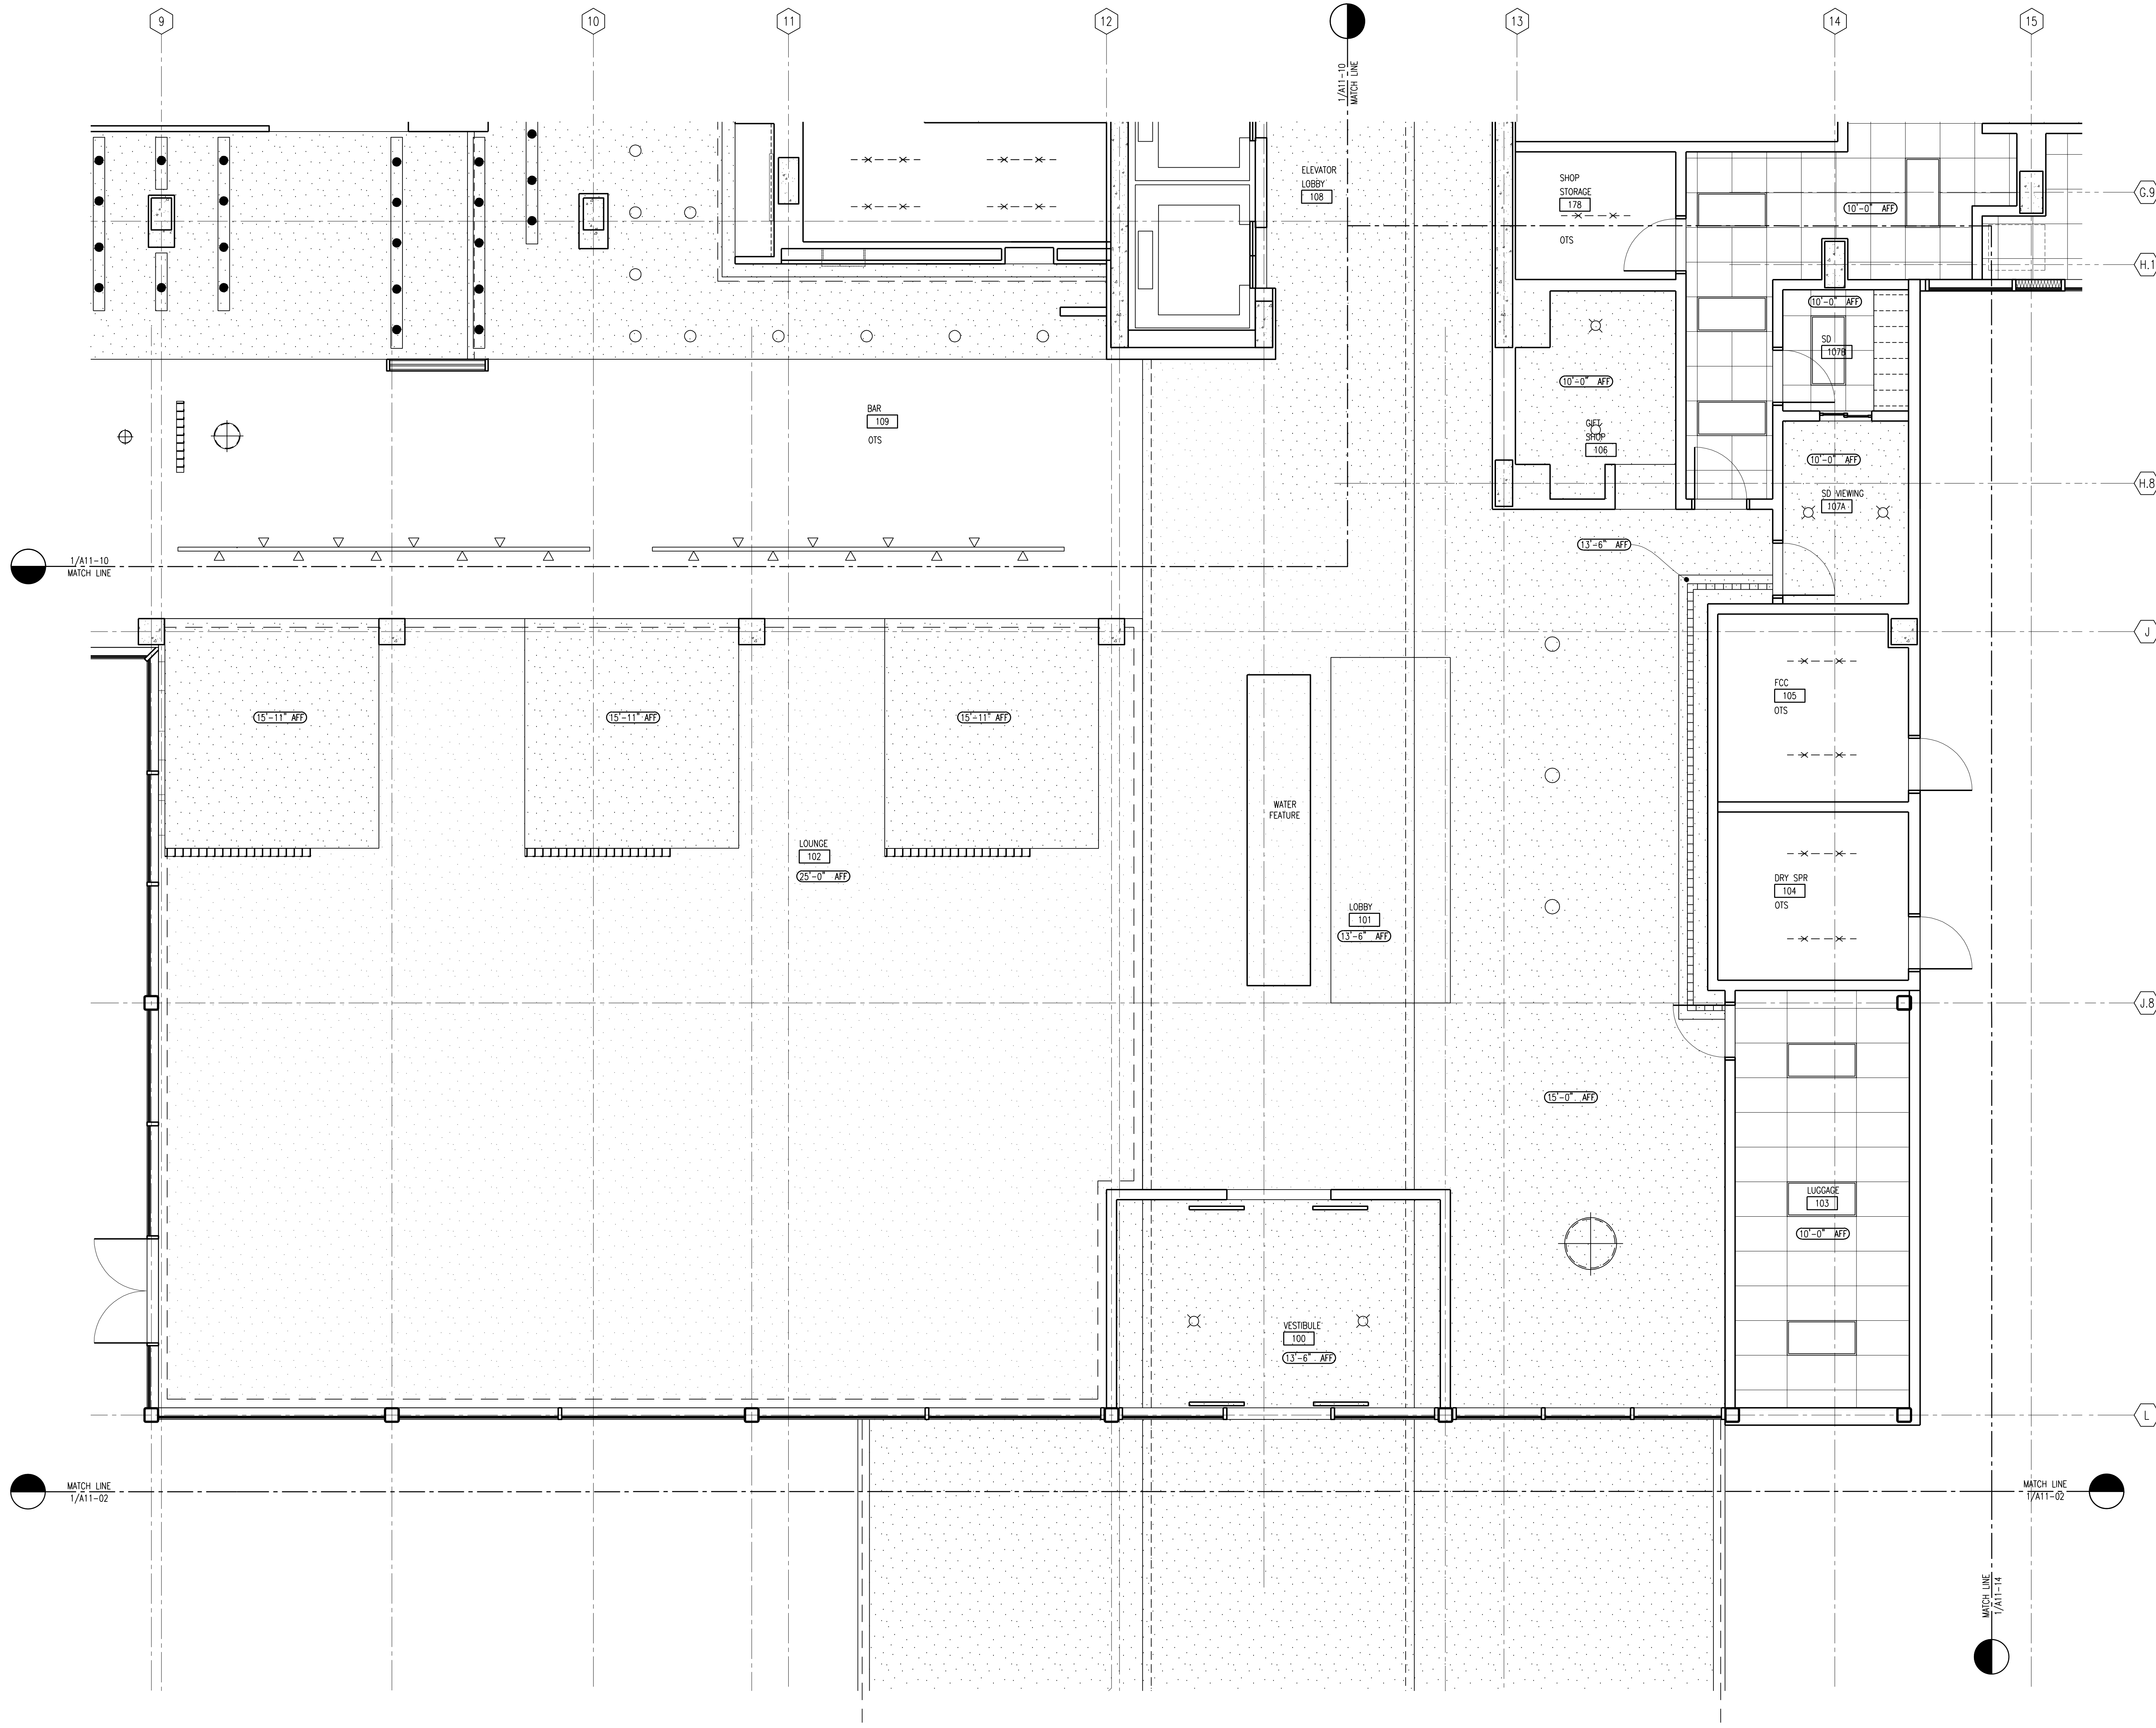 9
10
11
12
13
14
15
1/A11-10
MATCH LINE
G.9
H.1
H.8
J
J.8
L
ELEVATOR
LOBBY
108
SHOP
STORAGE
178
OTS
10'-0" AFF
10'-0" AFF
SD
107B
10'-0" AFF
GIFT
SHOP
106
BAR
109
OTS
10'-0" AFF
SD VIEWING
107A
13'-6" AFF
1/A11-10
MATCH LINE
15'-11" AFF
15'-11" AFF
15'-11" AFF
FCC
105
OTS
WATER
FEATURE
LOUNGE
102
25'-0" AFF
DRY SPR
104
OTS
LOBBY
101
13'-6" AFF
15'-0" AFF
LUGGAGE
103
10'-0" AFF
VESTIBULE
100
13'-6" AFF
MATCH LINE
1/A11-02
MATCH LINE
1/A11-02
MATCH LINE
1/A11-14